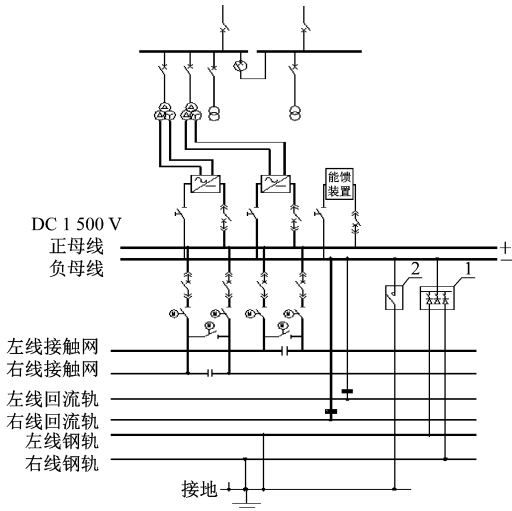 能馈
装置
DC 1 500 V
正母线
+
负母线
−
2
1
M
M
M
M
M
M
左线接触网
右线接触网
左线回流轨
右线回流轨
左线钢轨
右线钢轨
接地